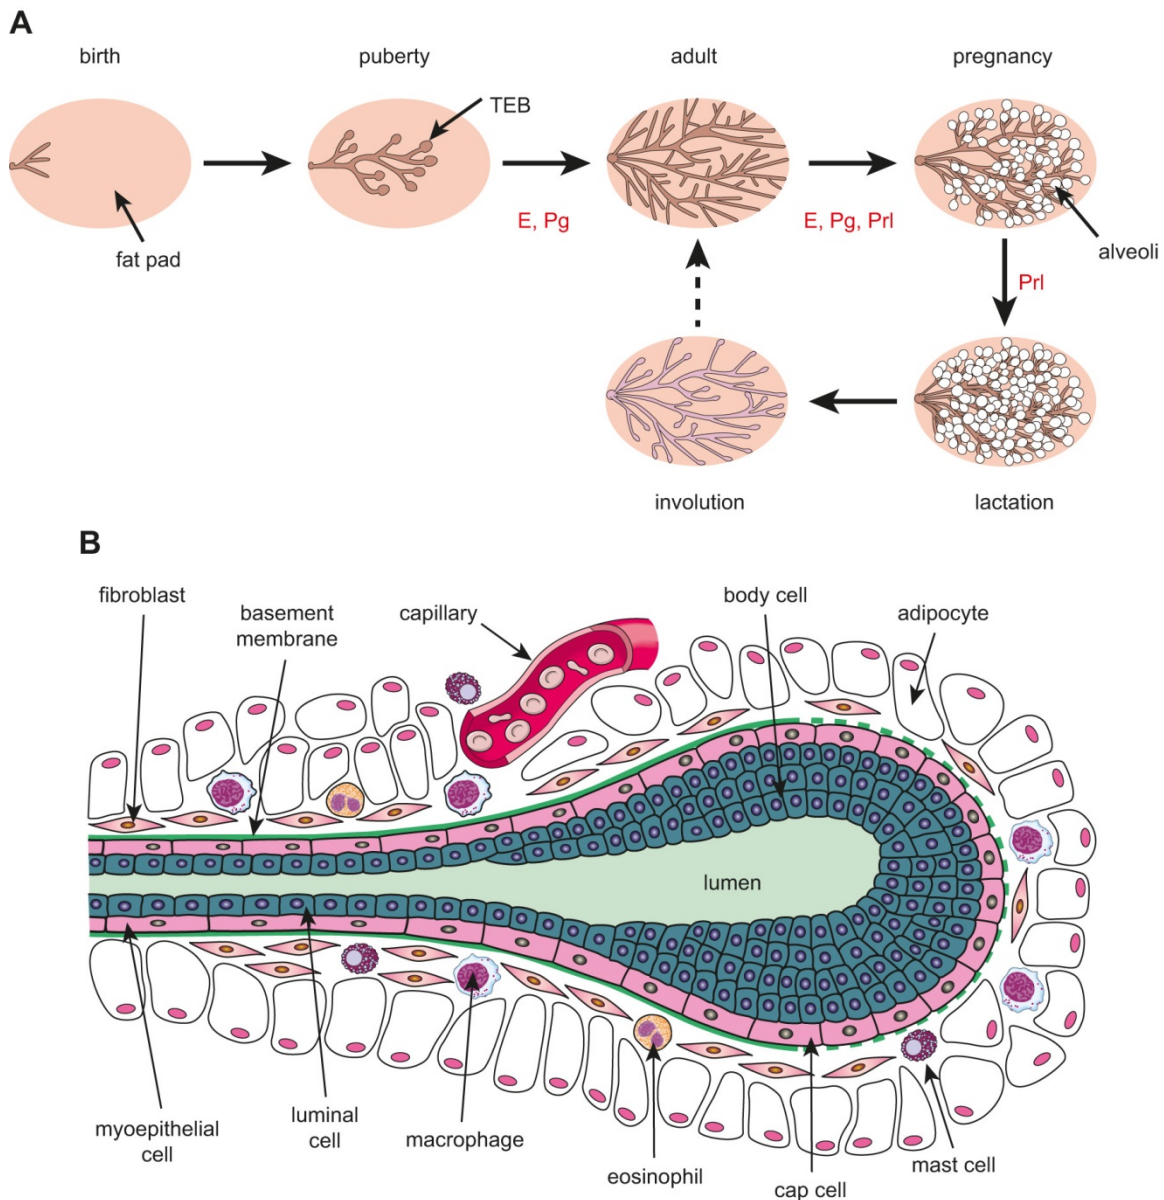 A
birth
puberty
adult
pregnancy
TEB
fat pad
E, Pg
E, Pg, Prl
alveoli
Prl
involution
lactation
B
fibroblast
basement
membrane
capillary
body cell
adipocyte
lumen
myoepithelial
cell
luminal
cell
macrophage
eosinophil
cap cell
mast cell